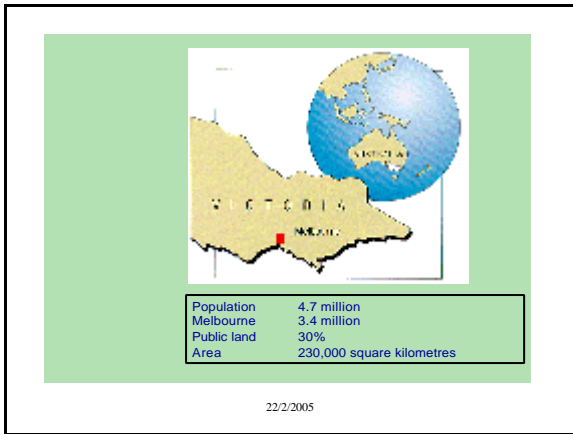 VICTORIA
Melbourne
Population 4.7 million
Melbourne 3.4 million
Public land 30%
Area 230,000 square kilometres
22/2/2005